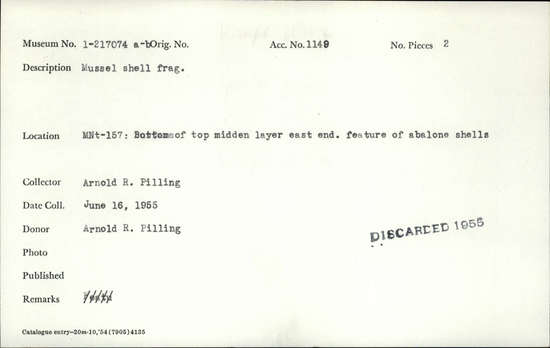 Museum No. 1-217074 a-b Orig. No. Acc. No. 1149 No. Pieces 2
Description Mussel shell frag.
Location MNt-157: Bottom of top midden layer east end. feature of abalone shells
Collector Arnold R. Pilling
Date Coll. June 16, 1955
Donor Arnold R. Pilling
DISCARDED 1955
Photo
Published
Remarks
Catalogue entry—20m-10,'54 (7905) 4135